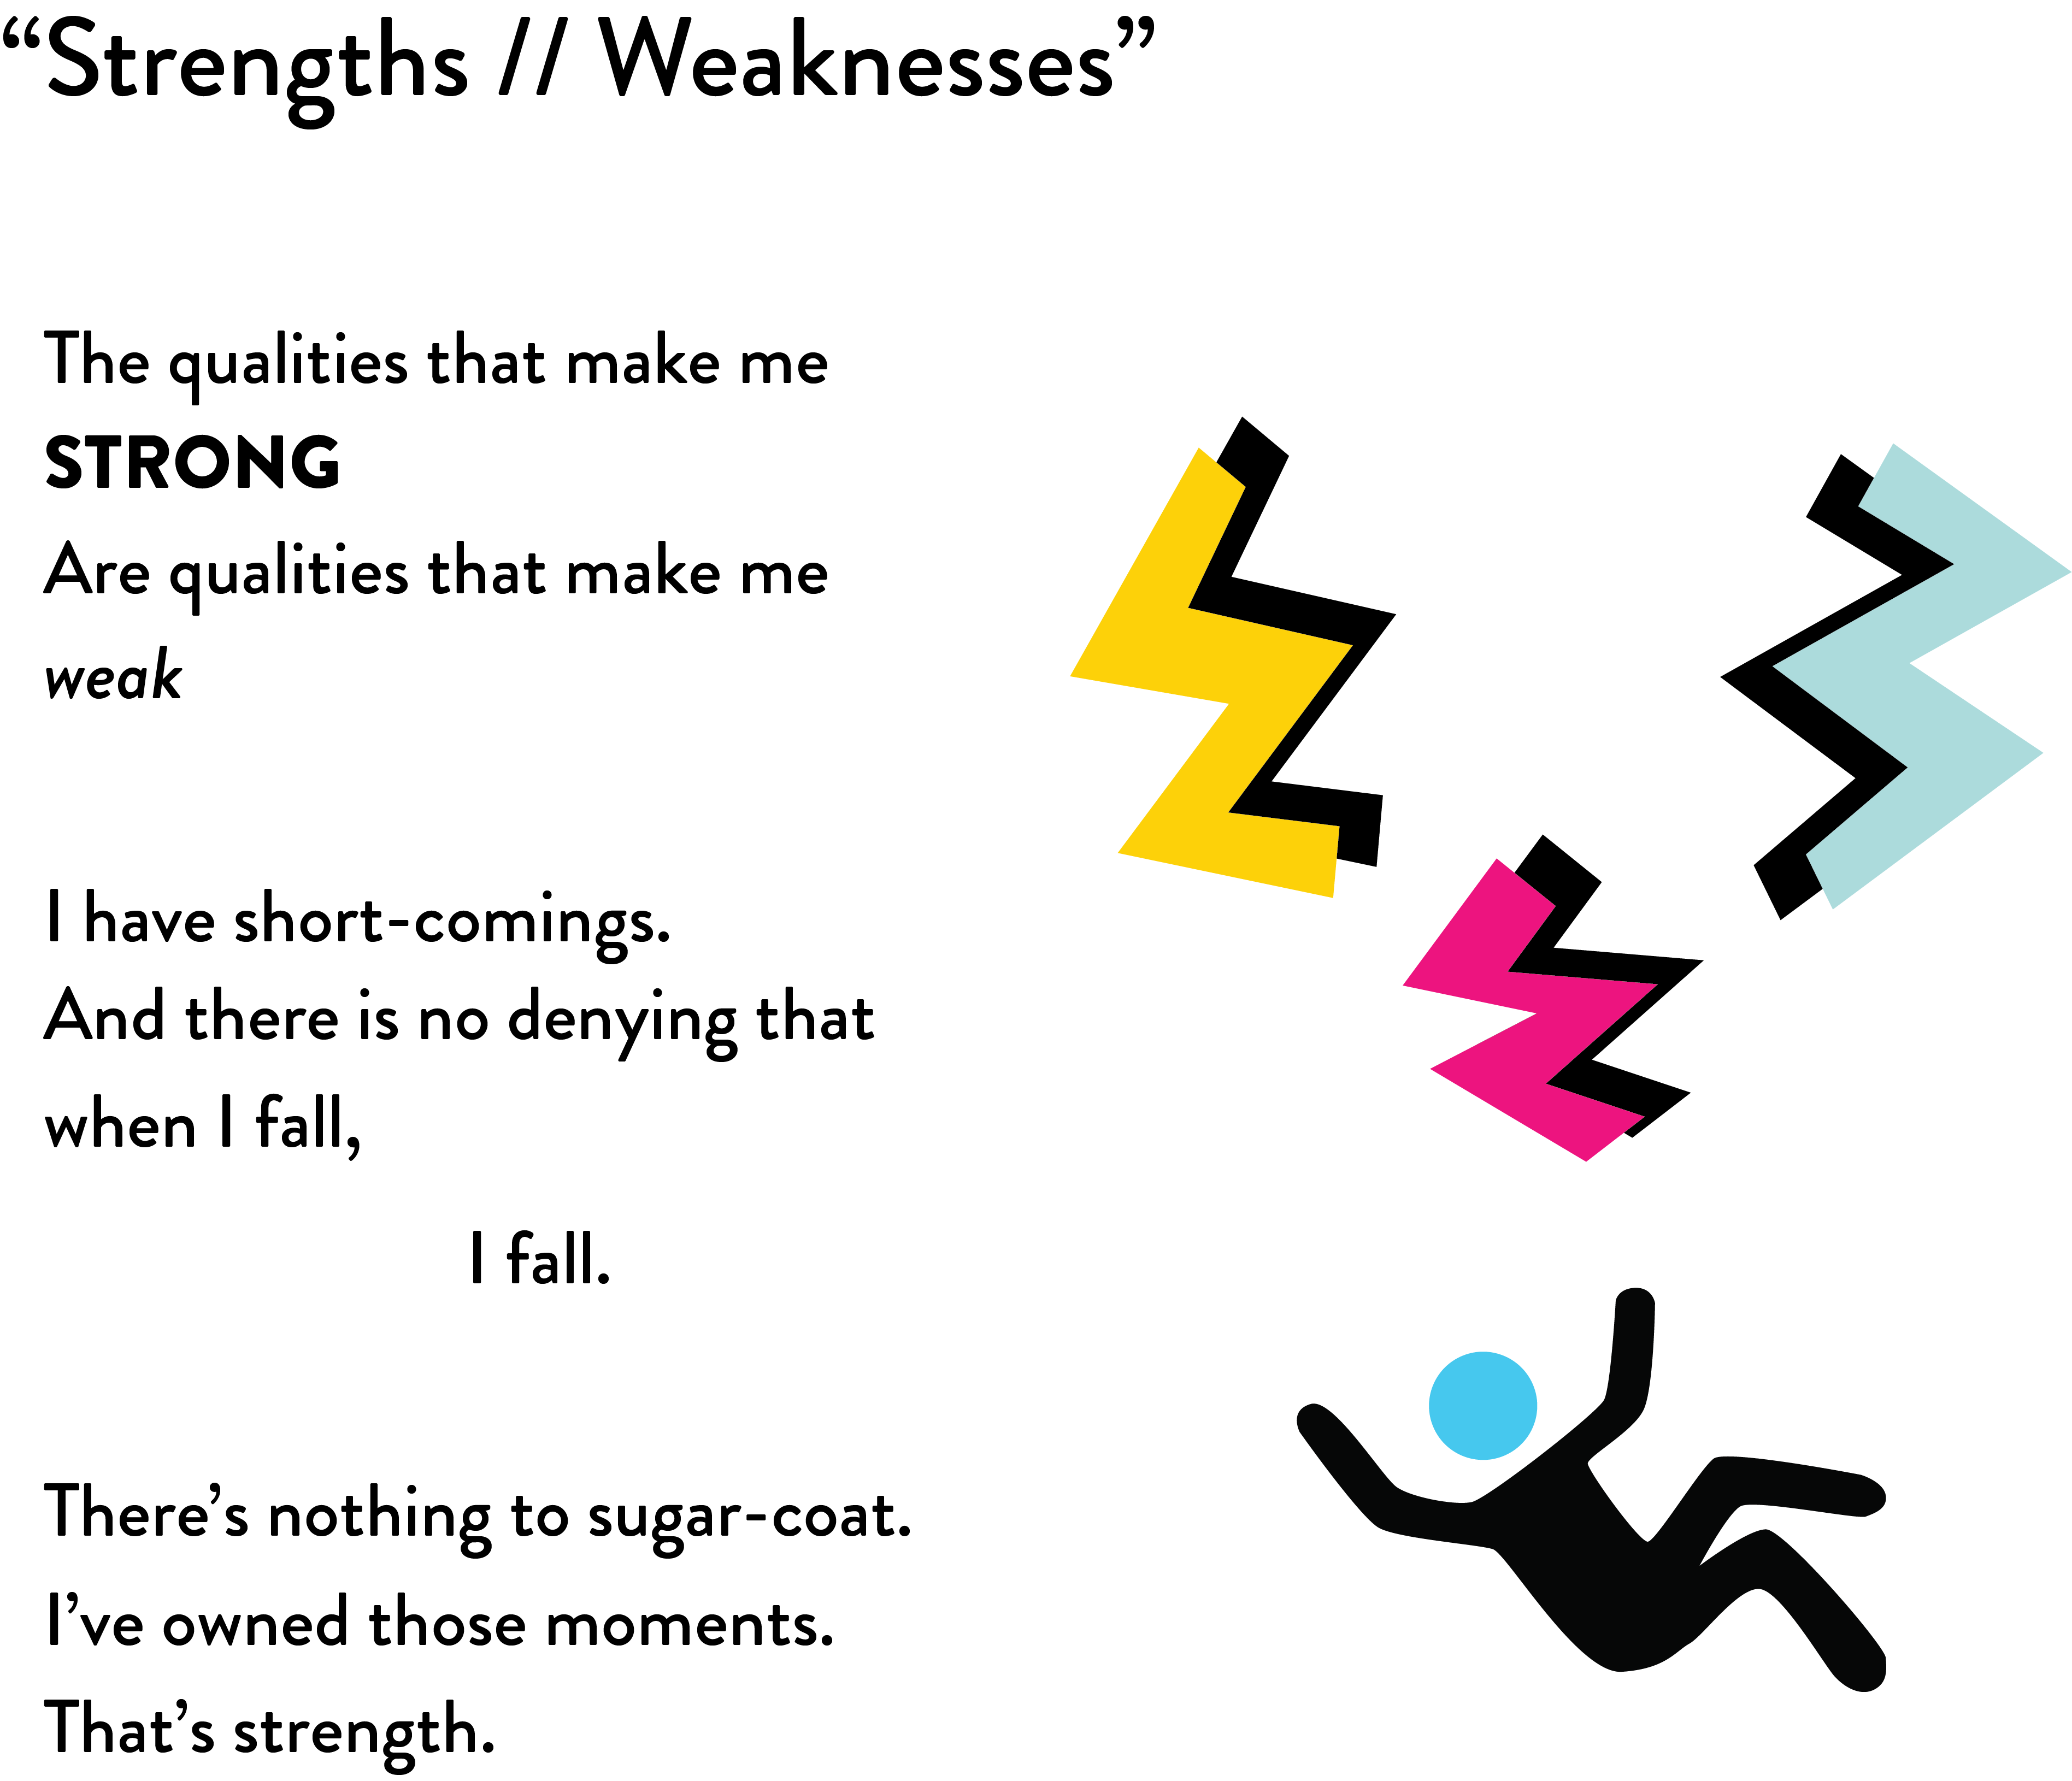 “Strengths // Weaknesses”
The qualities that make me
STRONG
Are qualities that make me
weak
I have short-comings.
And there is no denying that
when I fall,
I fall.
There’s nothing to sugar-coat.
I’ve owned those moments.
That’s strength.